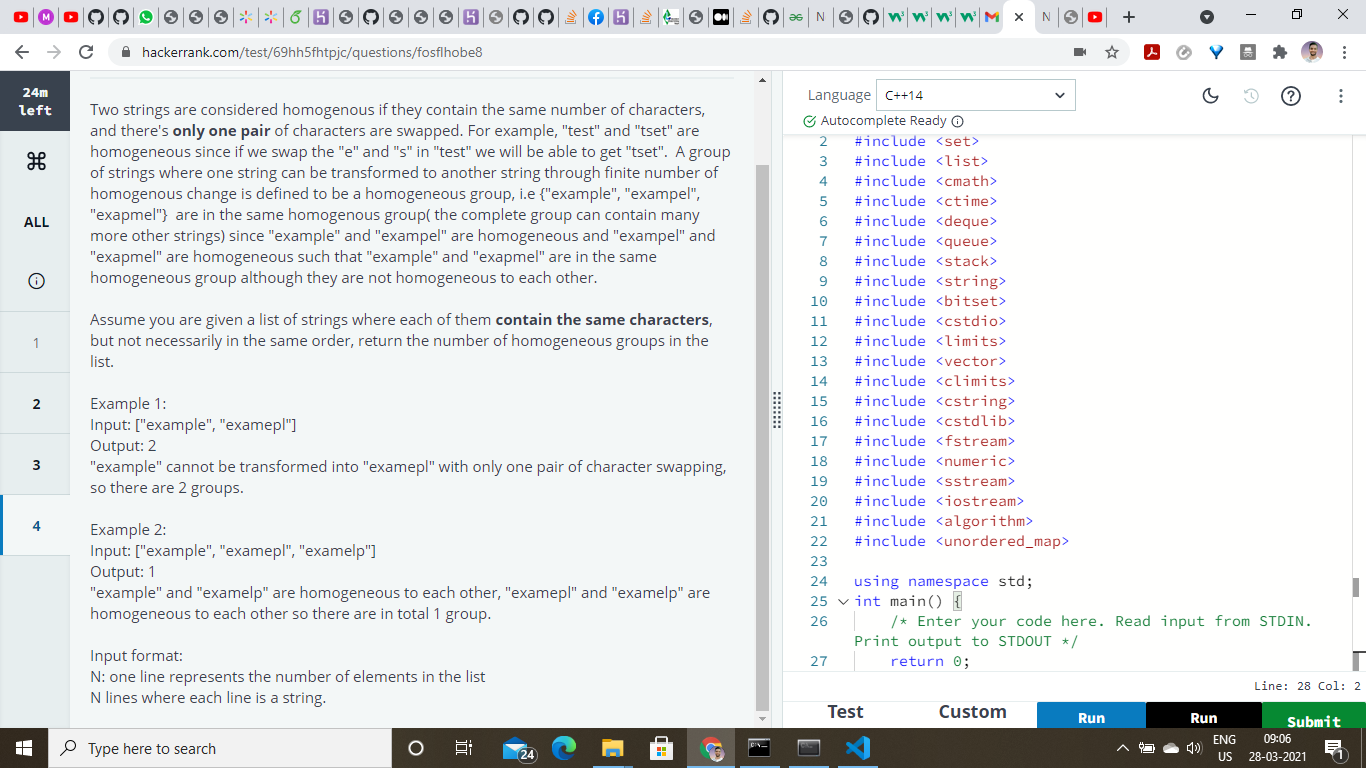 hackerrank.com/test/69hh5fhtpjc/questions/fosflhobe8
24m
left
ALL
1
2
3
4
Two strings are considered homogenous if they contain the same number of characters,
and there's only one pair of characters are swapped. For example, "test" and "tset" are
homogeneous since if we swap the "e" and "s" in "test" we will be able to get "tset".  A group
of strings where one string can be transformed to another string through finite number of
homogenous change is defined to be a homogeneous group, i.e {"example", "exampel",
"exapmel"}  are in the same homogenous group( the complete group can contain many
more other strings) since "example" and "exampel" are homogeneous and "exampel" and
"exapmel" are homogeneous such that "example" and "exapmel" are in the same
homogeneous group although they are not homogeneous to each other.
Assume you are given a list of strings where each of them contain the same characters,
but not necessarily in the same order, return the number of homogeneous groups in the
list.
Example 1:
Input: ["example", "examepl"]
Output: 2
"example" cannot be transformed into "examepl" with only one pair of character swapping,
so there are 2 groups.
Example 2:
Input: ["example", "examepl", "examelp"]
Output: 1
"example" and "examelp" are homogeneous to each other, "examepl" and "examelp" are
homogeneous to each other so there are in total 1 group.
Input format:
N: one line represents the number of elements in the list
N lines where each line is a string.
Language C++14
Autocomplete Ready
2 #include <set>
3 #include <list>
4 #include <cmath>
5 #include <ctime>
6 #include <deque>
7 #include <queue>
8 #include <stack>
9 #include <string>
10 #include <bitset>
11 #include <cstdio>
12 #include <limits>
13 #include <vector>
14 #include <climits>
15 #include <cstring>
16 #include <cstdlib>
17 #include <fstream>
18 #include <numeric>
19 #include <sstream>
20 #include <iostream>
21 #include <algorithm>
22 #include <unordered_map>
23
24 using namespace std;
25 int main() {
26 /* Enter your code here. Read input from STDIN.
Print output to STDOUT */
27 return 0;
Line: 28 Col: 2
Test Custom Run Run Submit
Type here to search
24
ENG
US
09:06
28-03-2021
1